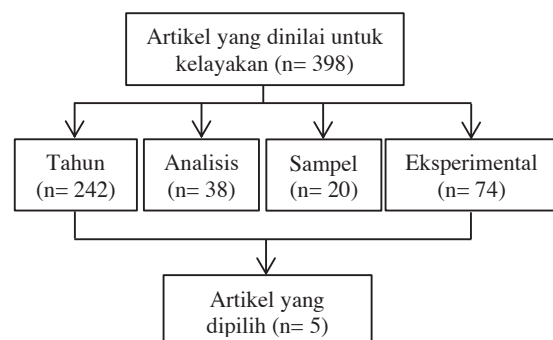 Artikel yang dinilai untuk
kelayakan (n= 398)
Tahun
(n= 242)
Analisis
(n= 38)
Sampel
(n= 20)
Eksperimental
(n= 74)
Artikel yang
dipilih (n= 5)